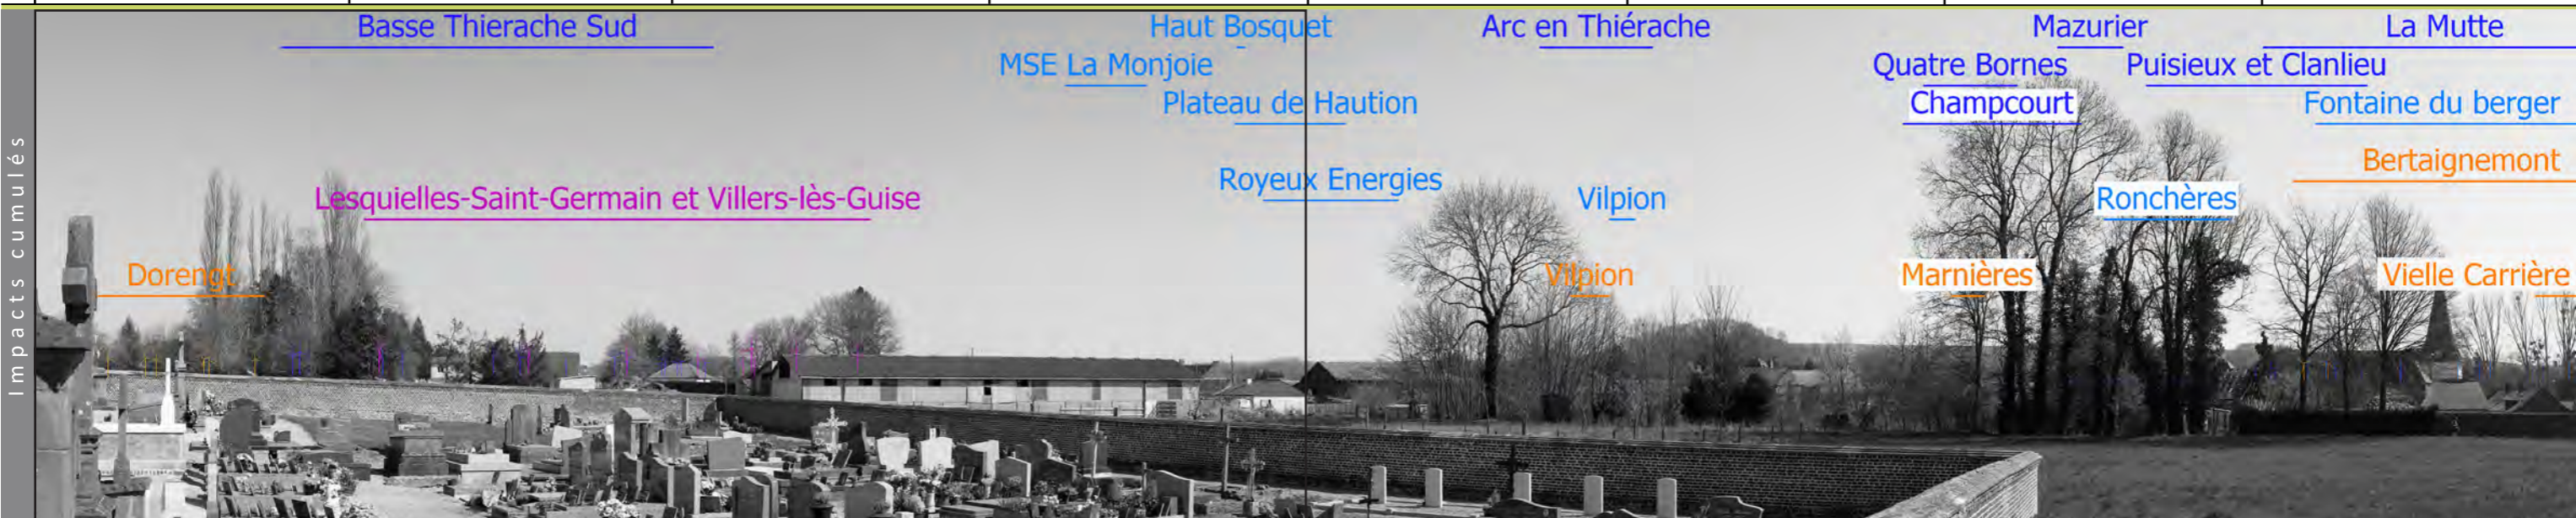 Impacts cumulés
Basse Thierache Sud
Haut Bosquet
Arc en Thiérache
Mazurier
La Mutte
MSE La Monjoie
Quatre Bornes
Puisieux et Clanlieu
Plateau de Haution
Champcourt
Fontaine du berger
Bertaignemont
Royeux Energies
Lesquielles-Saint-Germain et Villers-lès-Guise
Vilpion
Ronchères
Dorengt
Vilpion
Marnières
Vielle Carrière